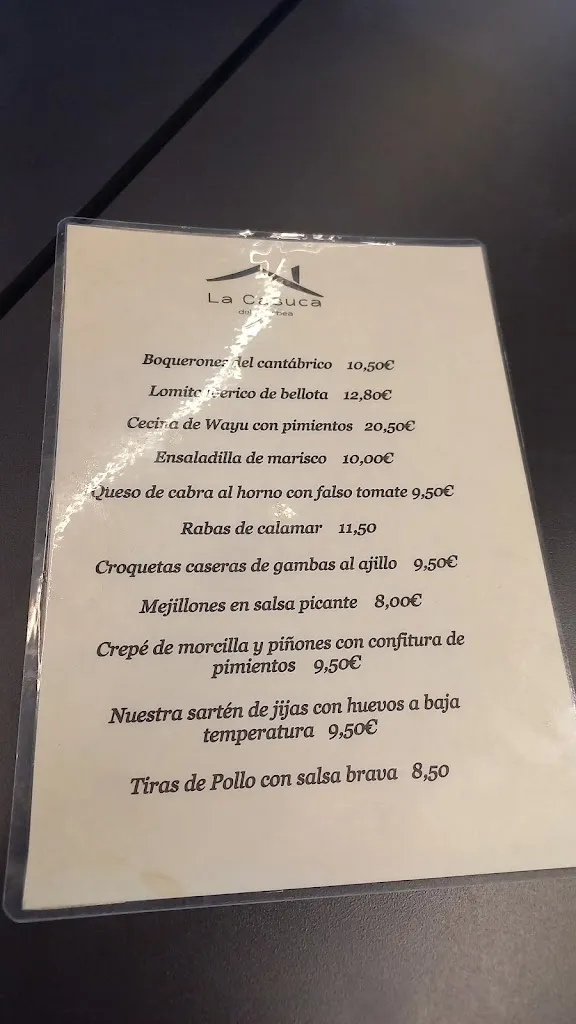 La Casuca
Boquerones del cantábrico 10,50€
Lomito iberico de bellota 12,80€
Cecina de Wayu con pimientos 20,50€
Ensaladilla de marisco 10,00€
Queso de cabra al horno con falso tomate 9,50€
Rabas de calamar 11,50
Croquetas caseras de gambas al ajillo 9,50€
Mejillones en salsa picante 8,00€
Crepé de morcilla y piñones con confitura de
pimientos 9,50€
Nuestra sartén de jijas con huevos a baja
temperatura 9,50€
Tiras de Pollo con salsa brava 8,50